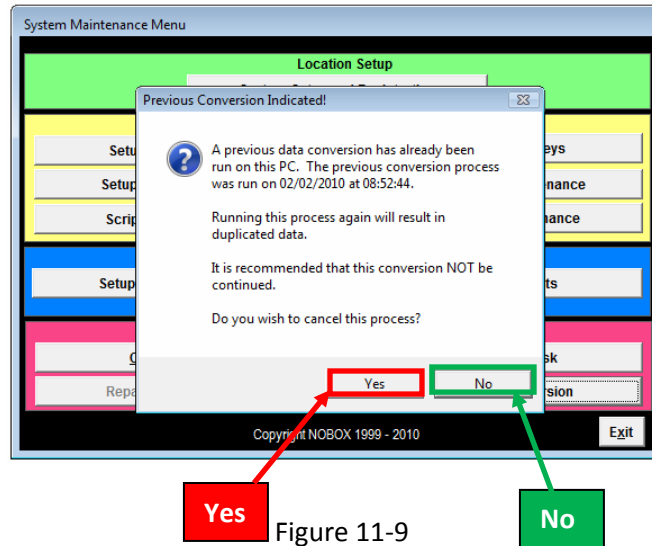 System Maintenance Menu
Location Setup
Previous Conversion Indicated!
A previous data conversion has already been
run on this PC. The previous conversion process
was run on 02/02/2010 at 08:52:44.
Running this process again will result in
duplicated data.
It is recommended that this conversion NOT be
continued.
Do you wish to cancel this process?
Yes No
Setu
eys
Setup
nance
Scrip
nance
Setup
ts
sk
Repa
rsion
Copyright NOBOX 1999 - 2010
Exit
Yes
No
Figure 11-9